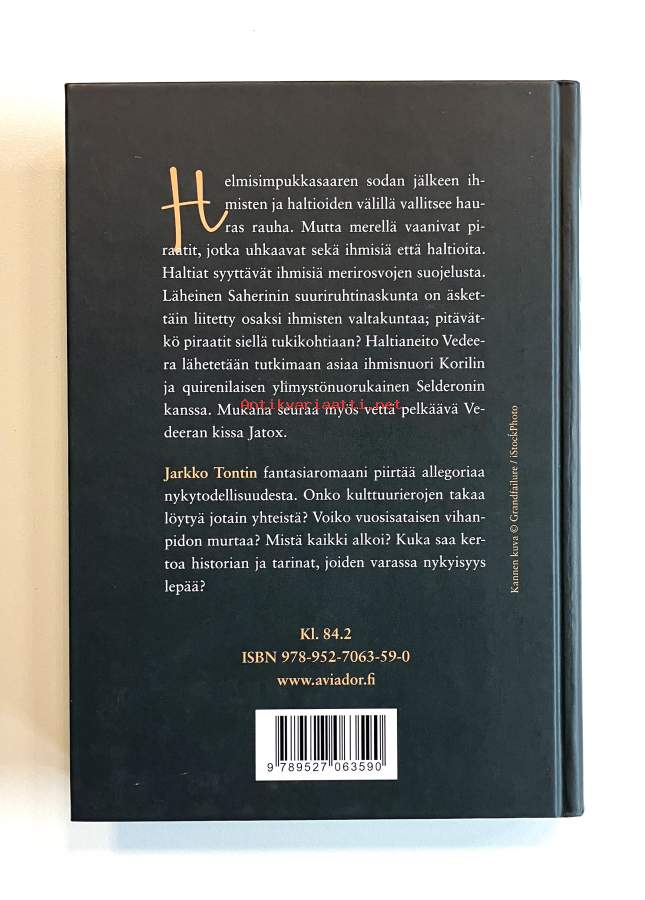 Helmisimpukkasaaren sodan jälkeen ih-
misten ja haltioiden välillä vallitsee hau-
ras rauha. Mutta merellä vaanivat pi-
raatit, jotka uhkaavat sekä ihmisiä että haltioita.
Haltiat syyttävät ihmisiä merirosvojen suojelusta.
Läheinen Saherinin suuriruhtinaskunta on äsket-
täin liitetty osaksi ihmisten valtakuntaa; pitävät-
kö piraatit siellä tukikohtiaan? Haltianeito Vedee-
ra lähetetään tutkimaan asiaa ihmisnuori Korilin
ja quirenilaisen ylimystönuorukainen Selderonin
kanssa. Mukana seuraa myös vettä pelkäävä Ve-
deeran kissa Jatox.
Antikvariaatti.net
Jarkko Tontin fantasiaromaani piirtää allegoriaa
nykytodellisuudesta. Onko kulttuurierojen takaa
löytyä jotain yhteistä? Voiko vuosisataisen vihan-
pidon murtaa? Mistä kaikki alkoi? Kuka saa ker-
toa historian ja tarinat, joiden varassa nykyisyys
lepää?
Kannen kuva © Grandfailure / iStockPhoto
Kl. 84.2
ISBN 978-952-7063-59-0
www.aviador.fi
9 789527 063590